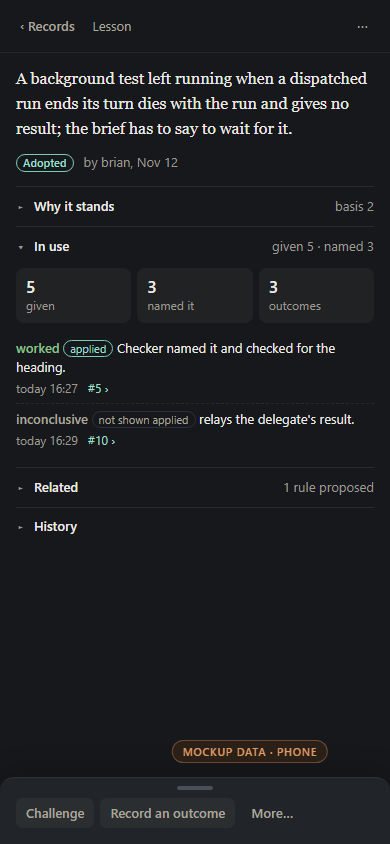 ‹ Records Lesson ...
A background test left running when a dispatched
run ends its turn dies with the run and gives no
result; the brief has to say to wait for it.
Adopted by brian, Nov 12
▸ Why it stands basis 2
▾ In use given 5 · named 3
5 3 3
given named it outcomes
worked applied Checker named it and checked for the
heading.
today 16:27 #5 ›
inconclusive not shown applied relays the delegate's result.
today 16:29 #10 ›
▸ Related 1 rule proposed
▸ History
MOCKUP DATA · PHONE
Challenge Record an outcome More...